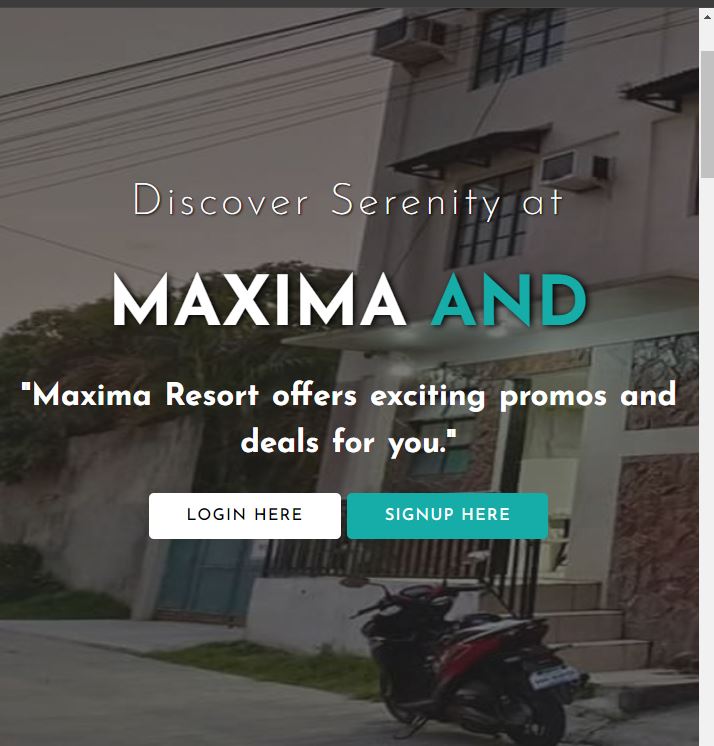 Discover Serenity at
MAXIMA AND
"Maxima Resort offers exciting promos and
deals for you."
LOGIN HERE SIGNUP HERE